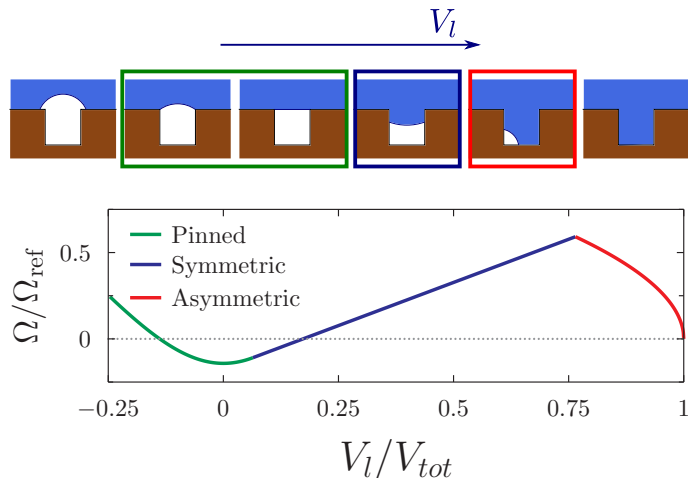 V_l
Ω/Ω_ref
0.5
0
Pinned
Symmetric
Asymmetric
−0.25 0 0.25 0.5 0.75 1
V_l/V_tot